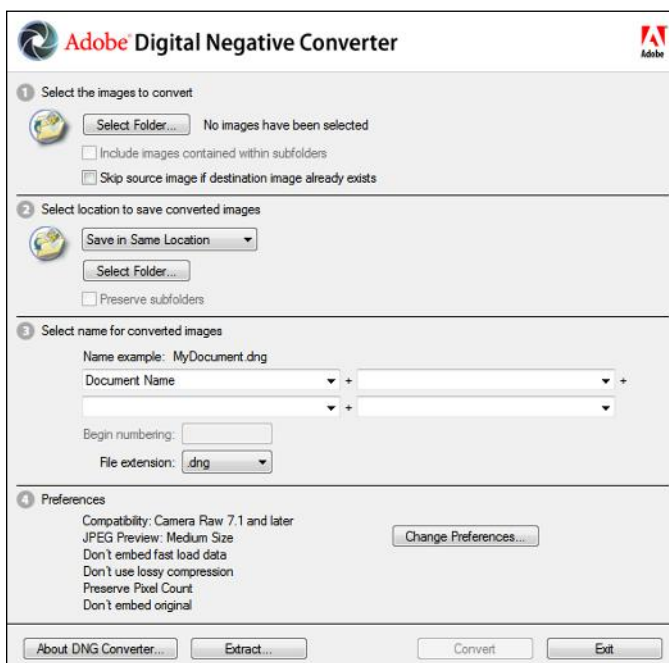 Adobe® Digital Negative Converter
Adobe
1 Select the images to convert
Select Folder... No images have been selected
Include images contained within subfolders
Skip source image if destination image already exists
2 Select location to save converted images
Save in Same Location
Select Folder...
Preserve subfolders
3 Select name for converted images
Name example: MyDocument.dng
Document Name + +
+
Begin numbering:
File extension: .dng
4 Preferences
Compatibility: Camera Raw 7.1 and later
JPEG Preview: Medium Size
Change Preferences...
Don't embed fast load data
Don't use lossy compression
Preserve Pixel Count
Don't embed original
About DNG Converter... Extract... Convert Exit